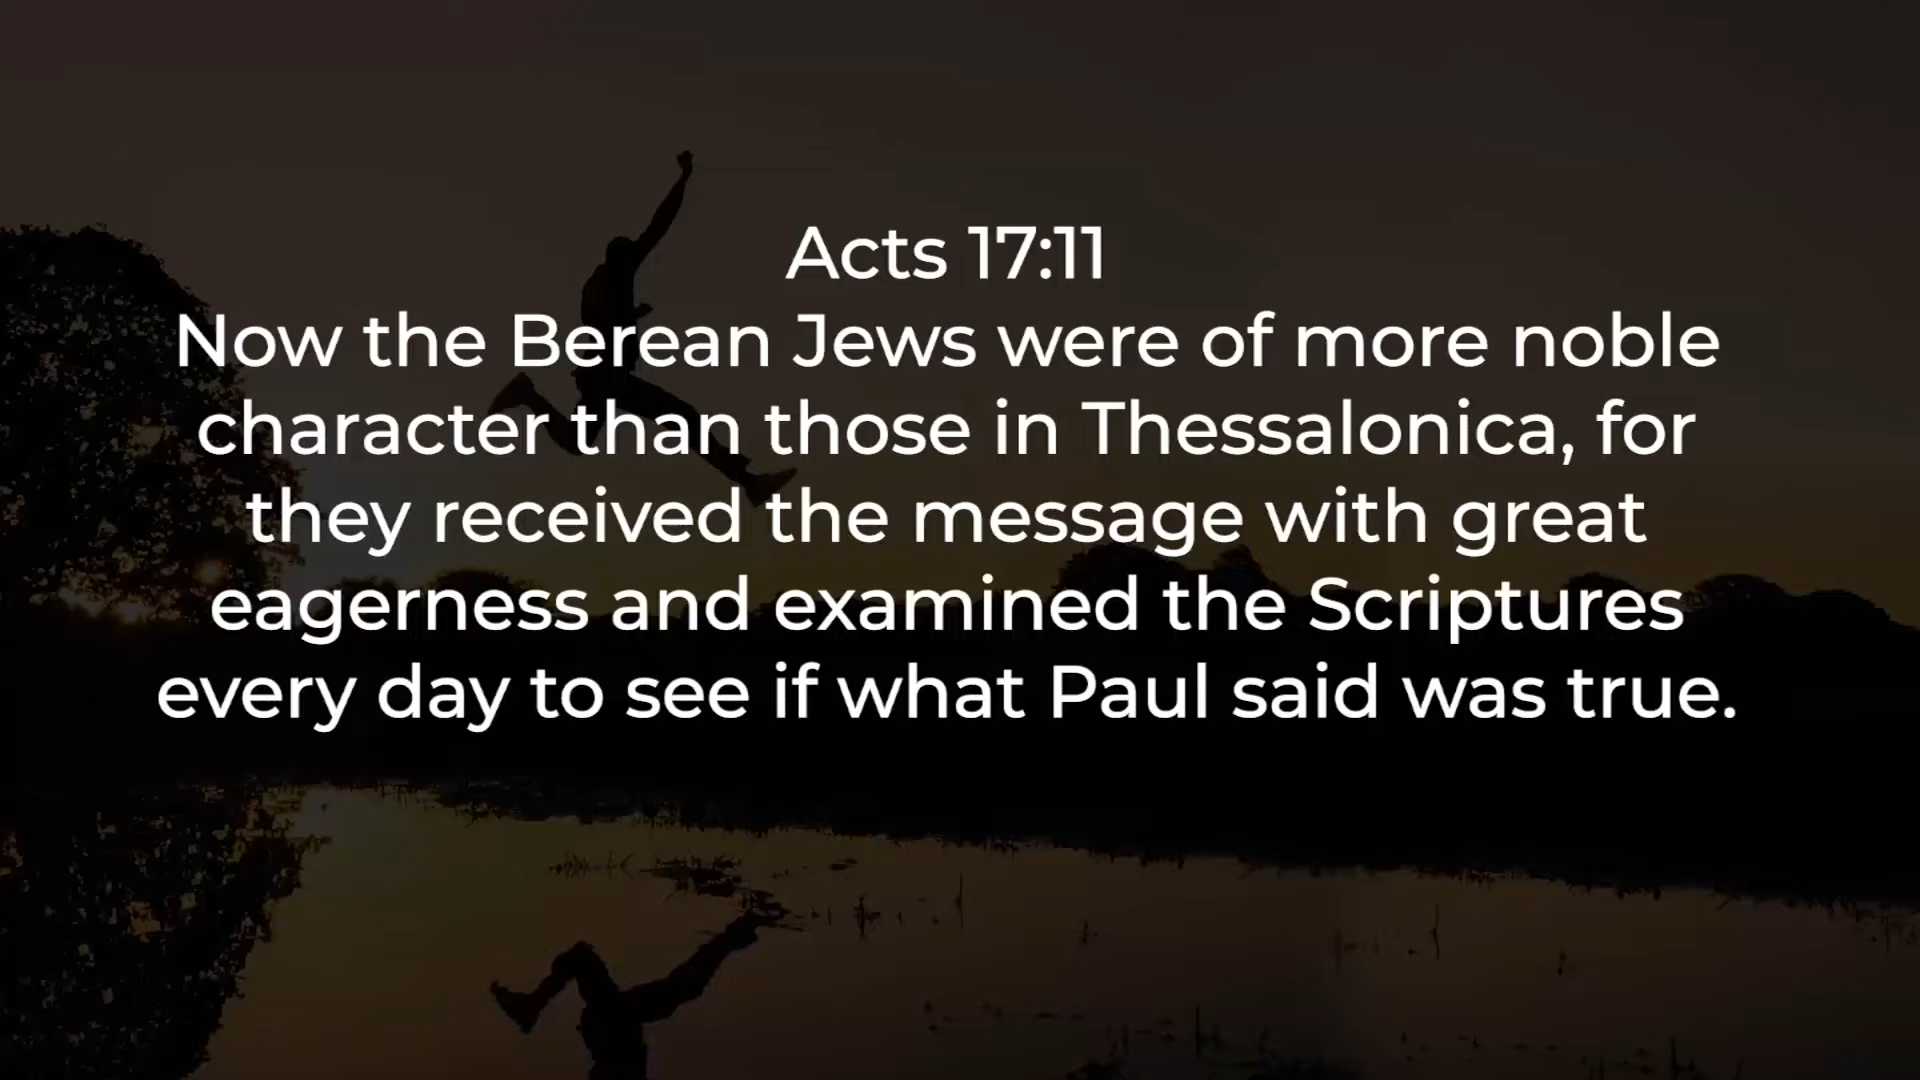 Acts 17:11
Now the Berean Jews were of more noble
character than those in Thessalonica, for
they received the message with great
eagerness and examined the Scriptures
every day to see if what Paul said was true.